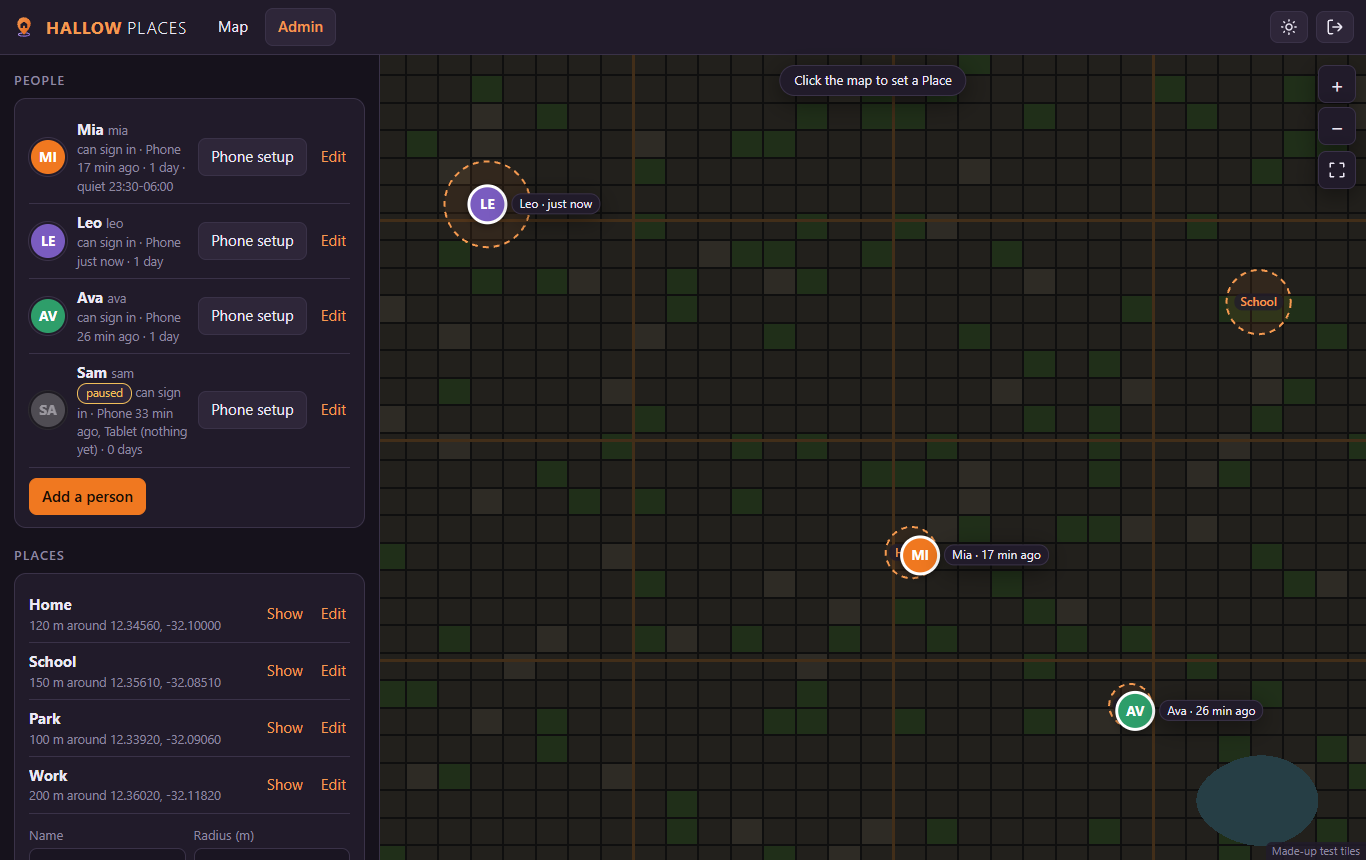 HALLOW PLACES
Map
Admin
PEOPLE
MI
Mia mia
can sign in · Phone
17 min ago · 1 day ·
quiet 23:30-06:00
Phone setup
Edit
LE
Leo leo
can sign in · Phone
just now · 1 day
Phone setup
Edit
AV
Ava ava
can sign in · Phone
26 min ago · 1 day
Phone setup
Edit
SA
Sam sam
paused can sign
in · Phone 33 min
ago, Tablet (nothing
yet) · 0 days
Phone setup
Edit
Add a person
PLACES
Home
120 m around 12.34560, -32.10000
Show
Edit
School
150 m around 12.35610, -32.08510
Show
Edit
Park
100 m around 12.33920, -32.09060
Show
Edit
Work
200 m around 12.36020, -32.11820
Show
Edit
Name
Radius (m)
Click the map to set a Place
+
−
LE
Leo · just now
School
MI
Mia · 17 min ago
AV
Ava · 26 min ago
Made-up test tiles